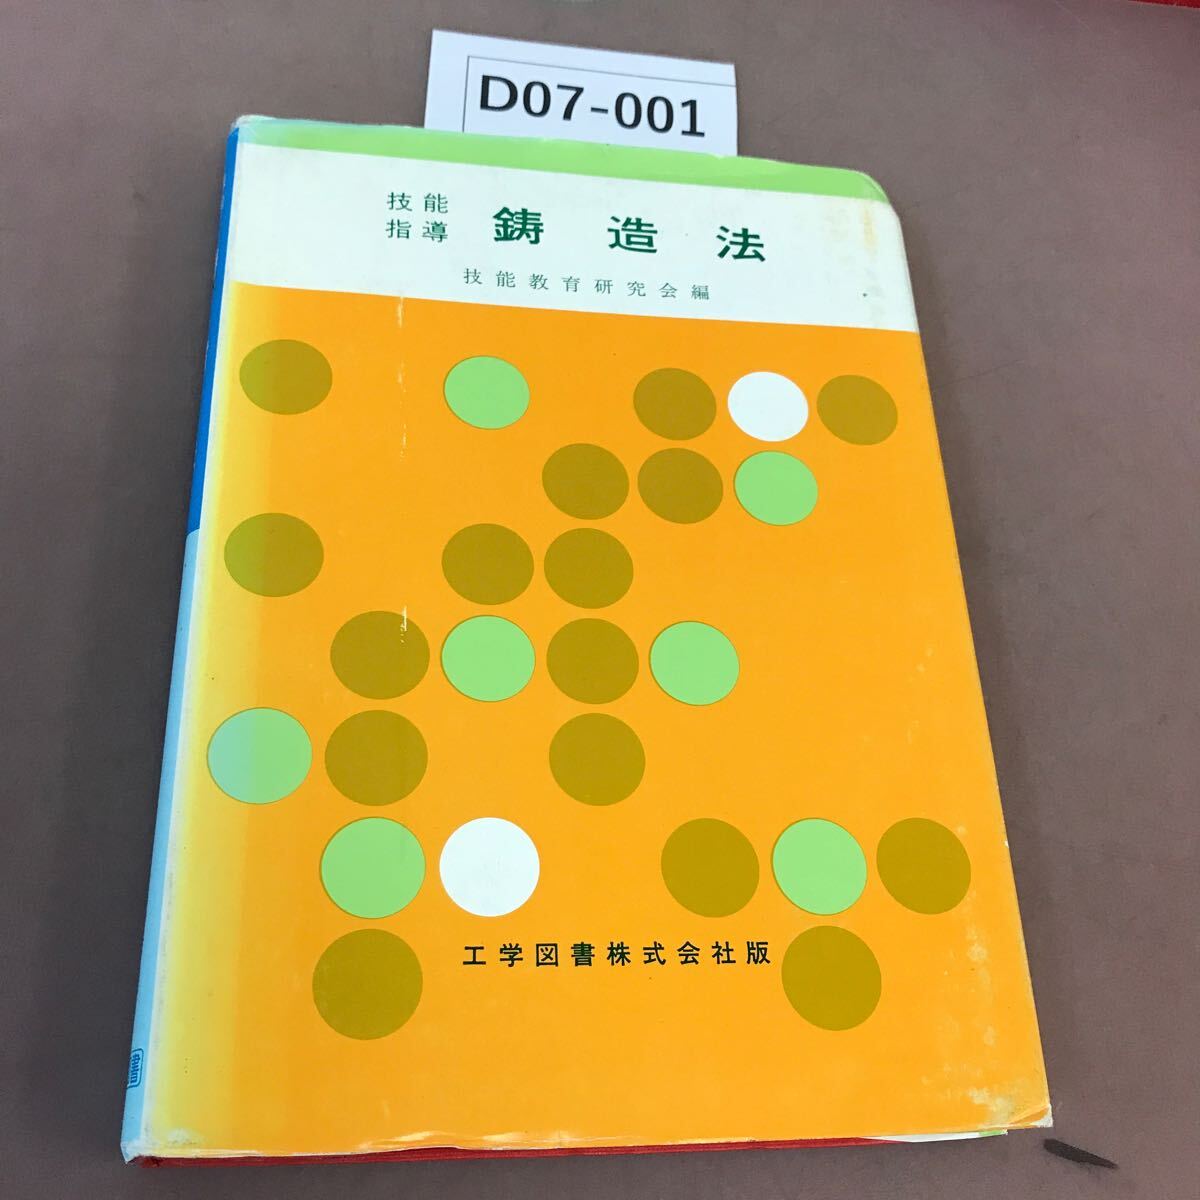 D07-001
技能
指導
鋳造法
技能教育研究会編
工学図書株式会社版
書